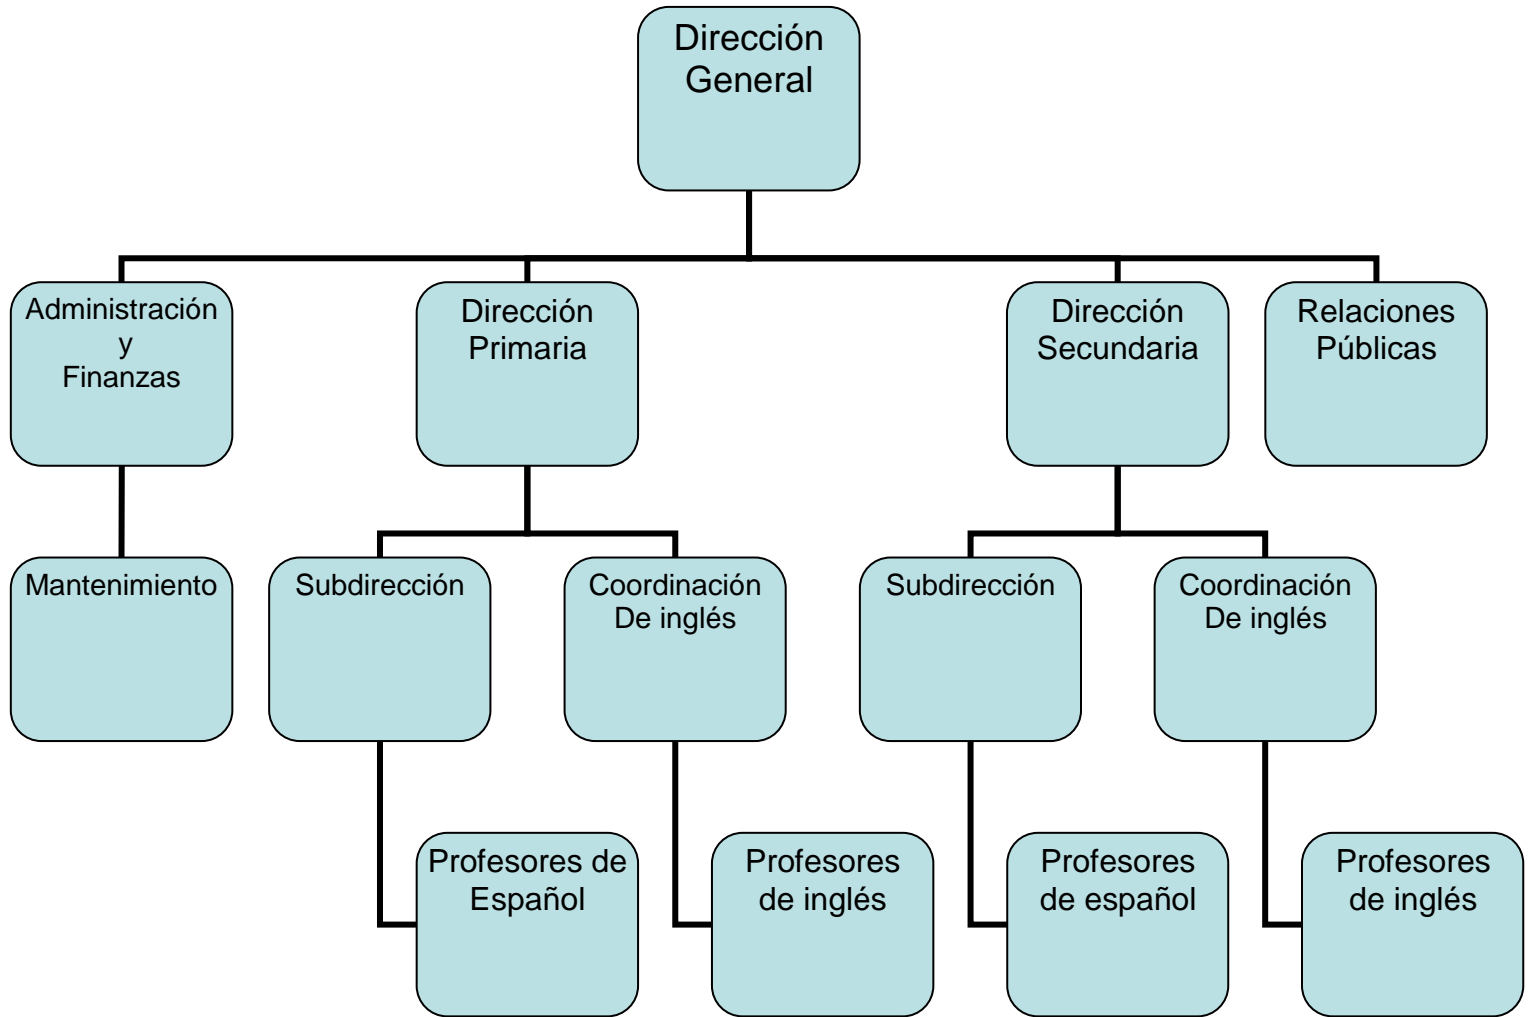 Dirección
General
Administración
y
Finanzas
Dirección
Primaria
Dirección
Secundaria
Relaciones
Públicas
Mantenimiento
Subdirección
Coordinación
De inglés
Subdirección
Coordinación
De inglés
Profesores de
Español
Profesores
de inglés
Profesores
de español
Profesores
de inglés